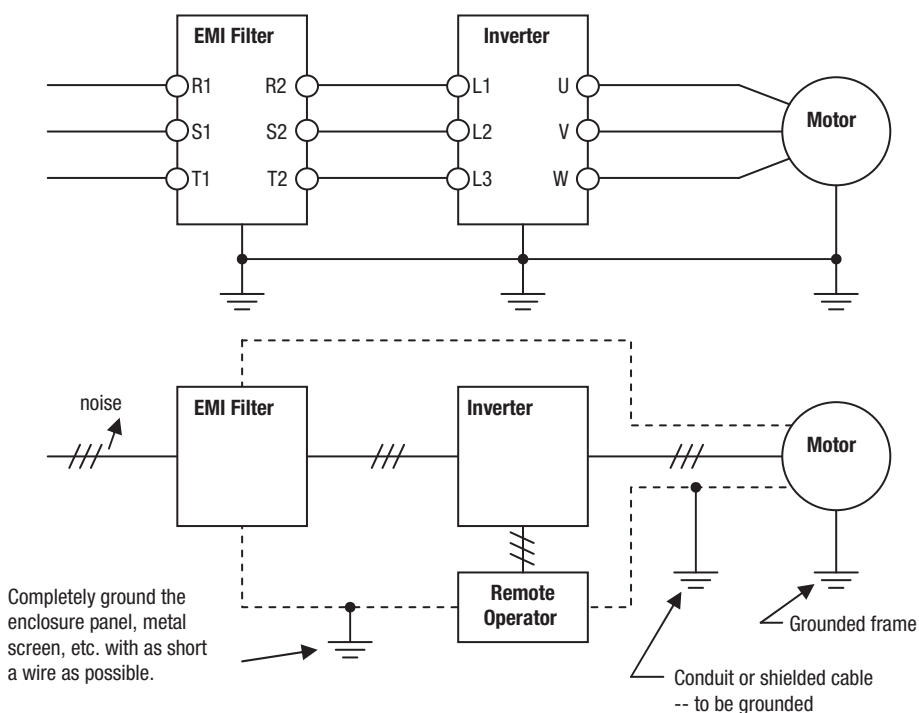 EMI Filter
Inverter
R1
R2
L1
U
Motor
S1
S2
L2
V
T1
T2
L3
W
noise
EMI Filter
Inverter
Motor
Remote
Operator
Completely ground the
enclosure panel, metal
screen, etc. with as short
a wire as possible.
Grounded frame
Conduit or shielded cable
-- to be grounded